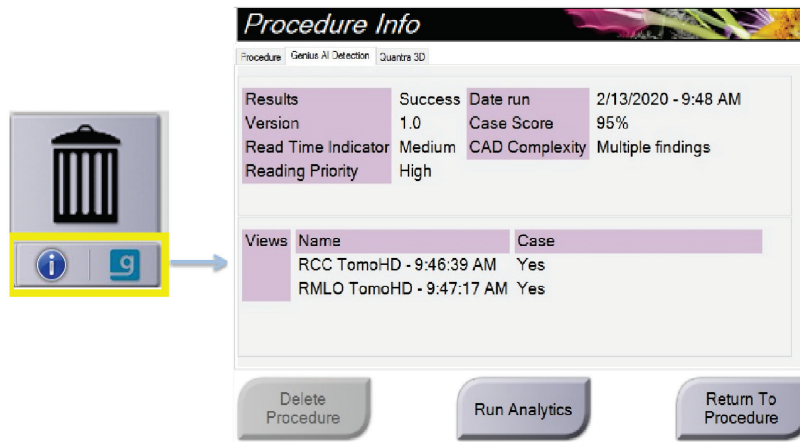 Procedure Info
Procedure Genius AI Detection Quantra 3D
Results Success Date run 2/13/2020 - 9:48 AM
Version 1.0 Case Score 95%
Read Time Indicator Medium CAD Complexity Multiple findings
Reading Priority High
Views Name Case
RCC TomoHD - 9:46:39 AM Yes
RMLO TomoHD - 9:47:17 AM Yes
i g
Delete Procedure
Run Analytics
Return To Procedure